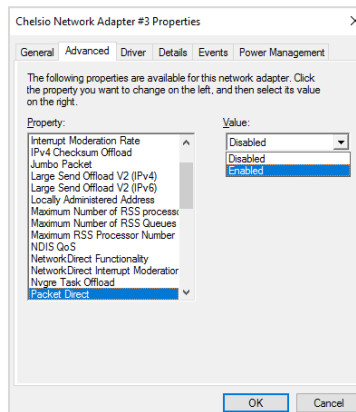 Chelsio Network Adapter #3 Properties
General Advanced Driver Details Events Power Management
The following properties are available for this network adapter. Click
the property you want to change on the left, and then select its value
on the right.
Property:
Value:
Interrupt Moderation Rate
IPv4 Checksum Offload
Jumbo Packet
Large Send Offload V2 (IPv4)
Large Send Offload V2 (IPv6)
Locally Administered Address
Maximum Number of RSS processo
Maximum Number of RSS Queues
Maximum RSS Processor Number
NDIS QoS
NetworkDirect Functionality
NetworkDirect Interrupt Moderation
Nvgre Task Offload
Packet Direct
Disabled
Disabled
Enabled
OK Cancel